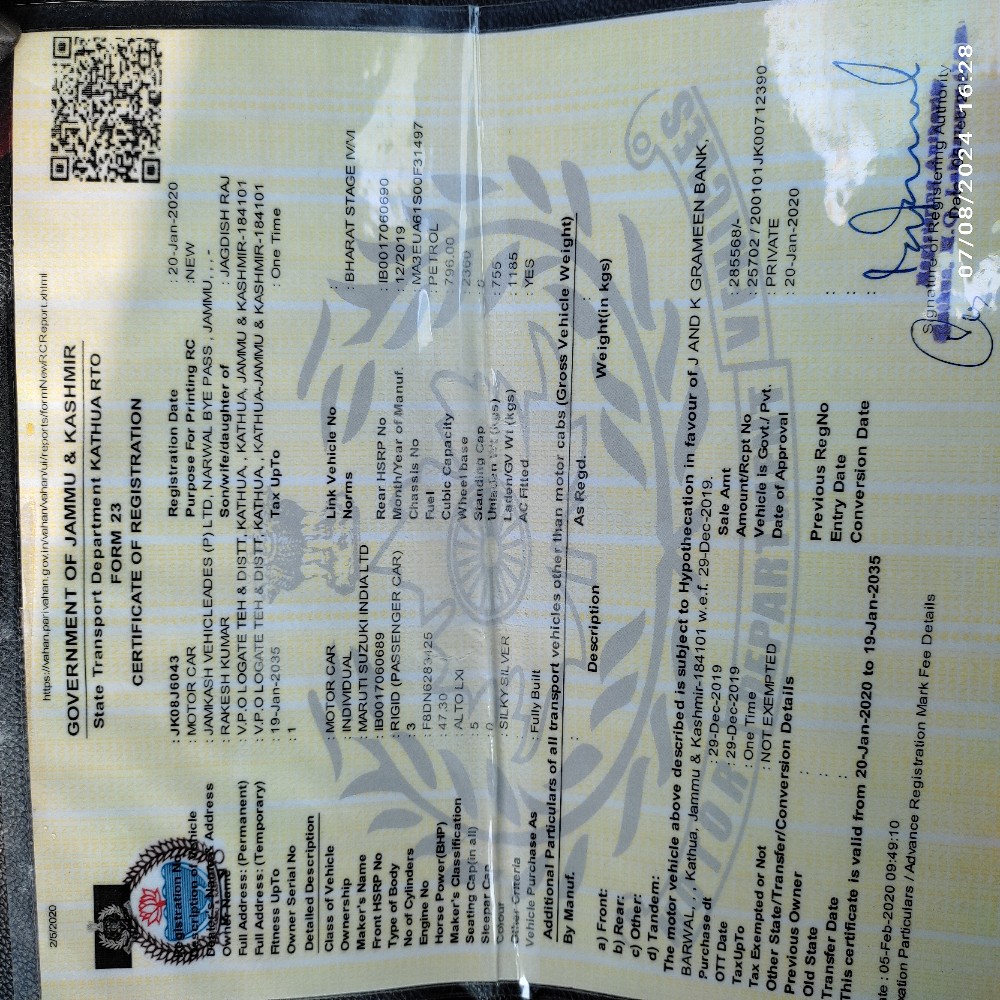 2/5/2020
https://vahan.parivahan.gov.in/vahan/vahan/ui/reports/formNewRCReport.xhtml
GOVERNMENT OF JAMMU & KASHMIR
State Transport Department KATHUA RTO
FORM 23
CERTIFICATE OF REGISTRATION
: JK08J6043 Registration Date : 20-Jan-2020
: MOTOR CAR Purpose For Printing RC : NEW
Address : JAMKASH VEHICLEADES (P) LTD, NARWAL BYE PASS , JAMMU, , , -
: RAKESH KUMAR Son/wife/daughter of : JAGDISH RAJ
Full Address: (Permanent) : V.P.O LOGATE TEH & DISTT, KATHUA , KATHUA, JAMMU & KASHMIR-184101
Full Address: (Temporary) : V.P.O LOGATE TEH & DISTT, KATHUA , KATHUA-JAMMU & KASHMIR-184101
Fitness UpTo : 19-Jan-2035 Tax UpTo : One Time
Owner Serial No : 1
Detailed Description
Class of Vehicle : MOTOR CAR Link Vehicle No :
Ownership : INDIVIDUAL Norms : BHARAT STAGE IV/VI
Maker's Name : MARUTI SUZUKI INDIA LTD
Front HSRP No : IB0017060689 Rear HSRP No : IB0017060690
Type of Body : RIGID (PASSENGER CAR) Month/Year of Manuf. : 12/2019
No of Cylinders : 3 Chassis No : MA3EUA61S00F31497
Engine No : F8DN6283425 Fuel : PETROL
Horse Power(BHP) : 47.30 Cubic Capacity : 796.00
Maker's Classification : ALTO LXI Wheel base : 2360
Seating Cap(in all) : 5 Standing Cap
Sleepar Cap : 0 Unladen Wt (kgs) : 755
Colour : SILKY SILVER Laden/GV Wt (kgs) : 1185
Other Criteria AC Fitted : YES
Vehicle Purchase As : Fully Built
Additional Particulars of all transport vehicles other than motor cabs (Gross Vehicle Weight)
By Manuf. : As Regd. :
Description Weight(in kgs)
a) Front:
b) Rear:
c) Other:
d) Tandem:
The motor vehicle above described is subject to Hypothecation in favour of J AND K GRAMEEN BANK,
BARWAL, , , Kathua, Jammu & Kashmir-184101 w.e.f. 29-Dec-2019.
Purchase dt : 29-Dec-2019 Sale Amt : 285568/-
OTT Date : 29-Dec-2019 Amount/Rcpt No : 25702 / 200101JK00712390
TaxUpTo : One Time Vehicle is Govt./ Pvt. : PRIVATE
Tax Exempted or Not : NOT EXEMPTED Date of Approval : 20-Jan-2020
Other State/Transfer/Conversion Details
Previous Owner : Previous RegNo :
Old State : Entry Date :
Transfer Date : Conversion Date :
This certificate is valid from 20-Jan-2020 to 19-Jan-2035
Signature of Registering Authority
te : 05-Feb-2020 09:49:10
ation Particulars / Advance Registration Mark Fee Details
07/08/2024 16:28